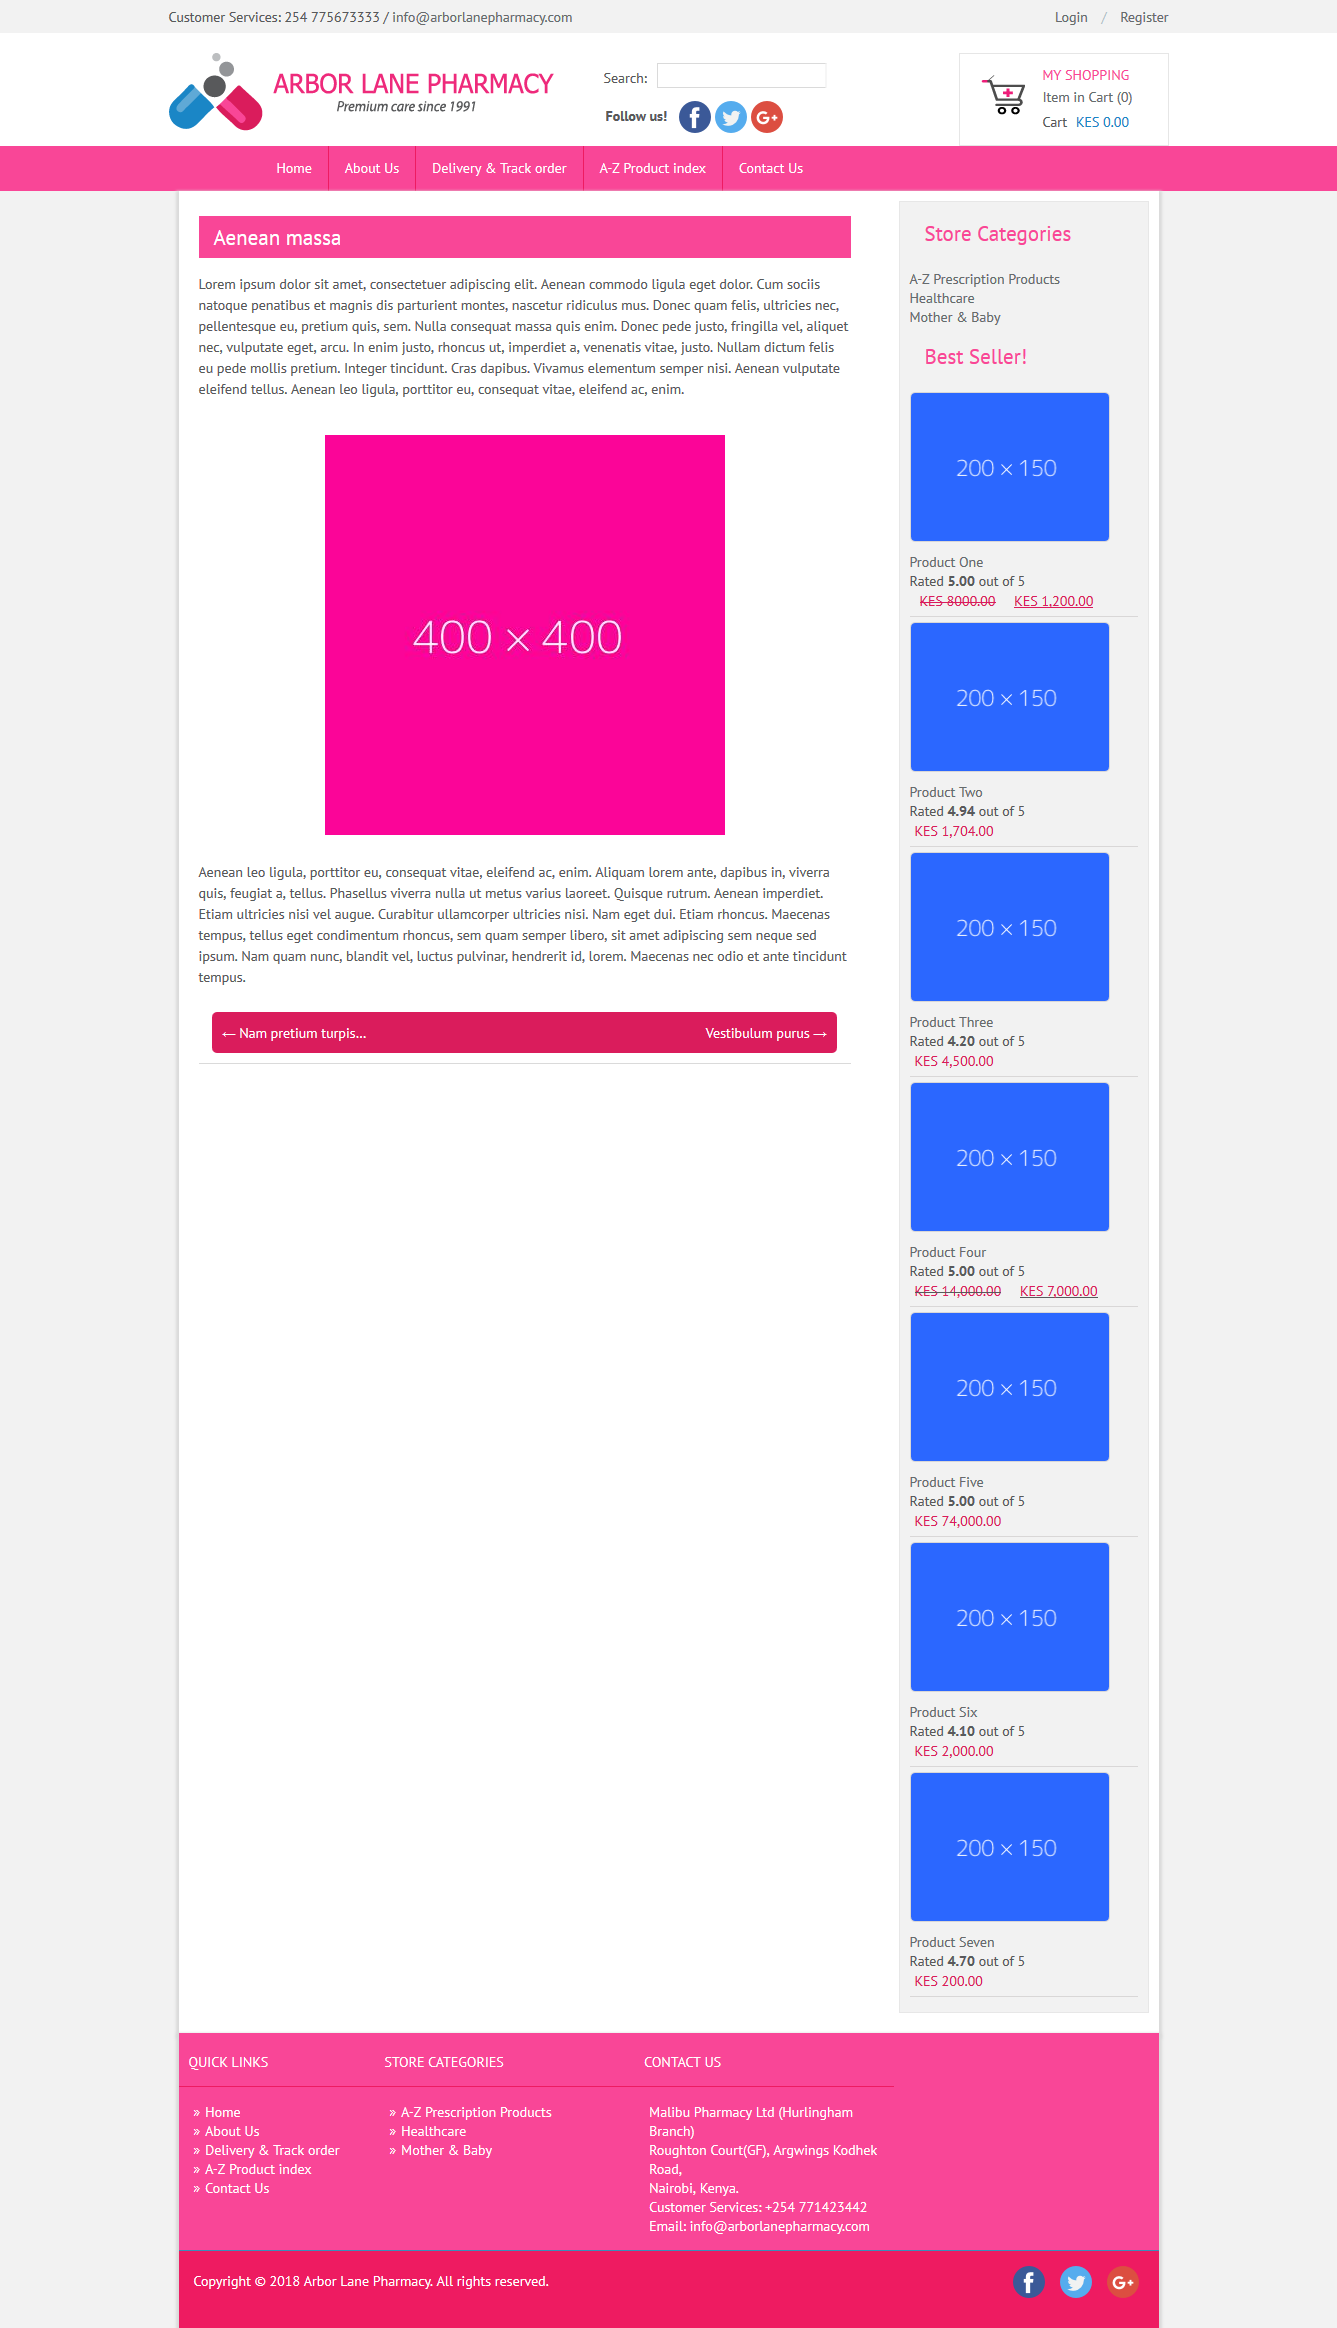 Customer Services: 254 775673333 / info@arborlanepharmacy.com
Login / Register
ARBOR LANE PHARMACY
Premium care since 1991
Search:
Follow us!
MY SHOPPING
Item in Cart (0)
Cart KES 0.00
Home
About Us
Delivery & Track order
A-Z Product index
Contact Us
Aenean massa
Lorem ipsum dolor sit amet, consectetuer adipiscing elit. Aenean commodo ligula eget dolor. Cum sociis
natoque penatibus et magnis dis parturient montes, nascetur ridiculus mus. Donec quam felis, ultricies nec,
pellentesque eu, pretium quis, sem. Nulla consequat massa quis enim. Donec pede justo, fringilla vel, aliquet
nec, vulputate eget, arcu. In enim justo, rhoncus ut, imperdiet a, venenatis vitae, justo. Nullam dictum felis
eu pede mollis pretium. Integer tincidunt. Cras dapibus. Vivamus elementum semper nisi. Aenean vulputate
eleifend tellus. Aenean leo ligula, porttitor eu, consequat vitae, eleifend ac, enim.
400 × 400
Aenean leo ligula, porttitor eu, consequat vitae, eleifend ac, enim. Aliquam lorem ante, dapibus in, viverra
quis, feugiat a, tellus. Phasellus viverra nulla ut metus varius laoreet. Quisque rutrum. Aenean imperdiet.
Etiam ultricies nisi vel augue. Curabitur ullamcorper ultricies nisi. Nam eget dui. Etiam rhoncus. Maecenas
tempus, tellus eget condimentum rhoncus, sem quam semper libero, sit amet adipiscing sem neque sed
ipsum. Nam quam nunc, blandit vel, luctus pulvinar, hendrerit id, lorem. Maecenas nec odio et ante tincidunt
tempus.
← Nam pretium turpis...
Vestibulum purus →
Store Categories
A-Z Prescription Products
Healthcare
Mother & Baby
Best Seller!
200 × 150
Product One
Rated 5.00 out of 5
KES 8000.00 KES 1,200.00
200 × 150
Product Two
Rated 4.94 out of 5
KES 1,704.00
200 × 150
Product Three
Rated 4.20 out of 5
KES 4,500.00
200 × 150
Product Four
Rated 5.00 out of 5
KES 14,000.00 KES 7,000.00
200 × 150
Product Five
Rated 5.00 out of 5
KES 74,000.00
200 × 150
Product Six
Rated 4.10 out of 5
KES 2,000.00
200 × 150
Product Seven
Rated 4.70 out of 5
KES 200.00
QUICK LINKS
» Home
» About Us
» Delivery & Track order
» A-Z Product index
» Contact Us
STORE CATEGORIES
» A-Z Prescription Products
» Healthcare
» Mother & Baby
CONTACT US
Malibu Pharmacy Ltd (Hurlingham
Branch)
Roughton Court(GF), Argwings Kodhek
Road,
Nairobi, Kenya.
Customer Services: +254 771423442
Email: info@arborlanepharmacy.com
Copyright © 2018 Arbor Lane Pharmacy. All rights reserved.